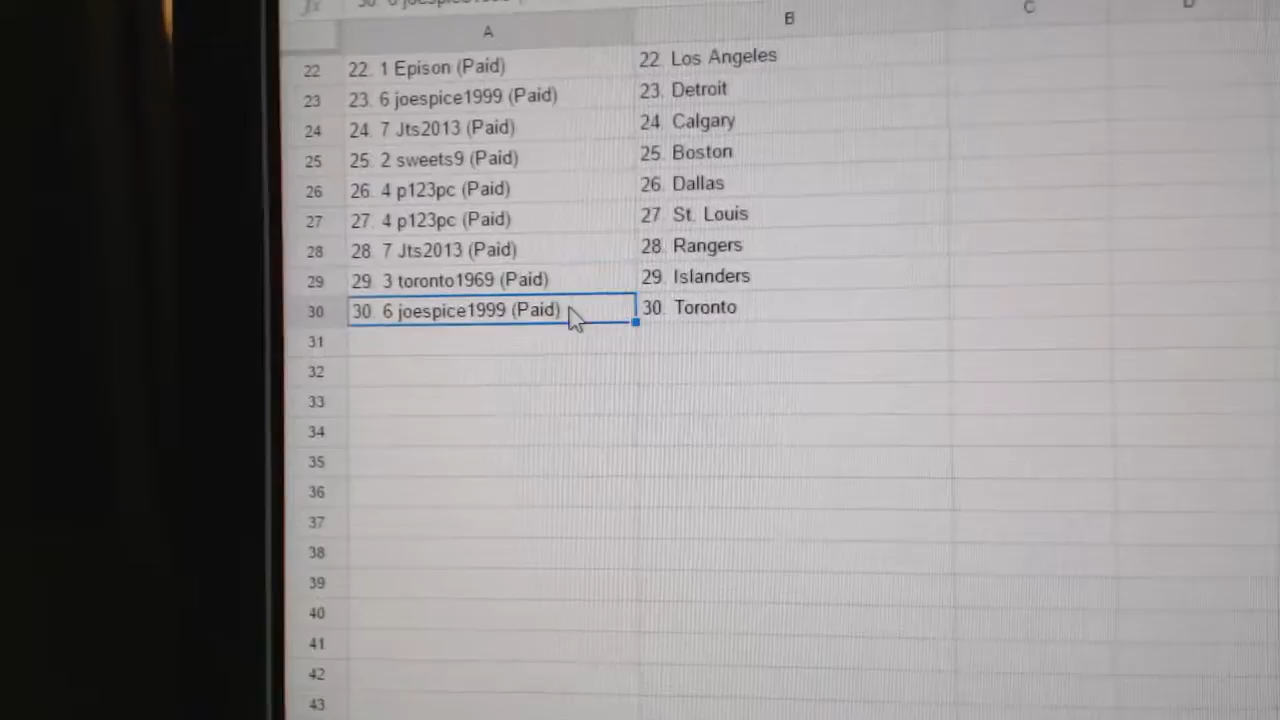 A B C D
22 22. 1 Epison (Paid) 22. Los Angeles
23 23. 6 joespice1999 (Paid) 23. Detroit
24 24. 7 Jts2013 (Paid) 24. Calgary
25 25. 2 sweets9 (Paid) 25. Boston
26 26. 4 p123pc (Paid) 26. Dallas
27 27. 4 p123pc (Paid) 27. St. Louis
28 28. 7 Jts2013 (Paid) 28. Rangers
29 29. 3 toronto1969 (Paid) 29. Islanders
30 30. 6 joespice1999 (Paid) 30. Toronto
31
32
33
34
35
36
37
38
39
40
41
42
43